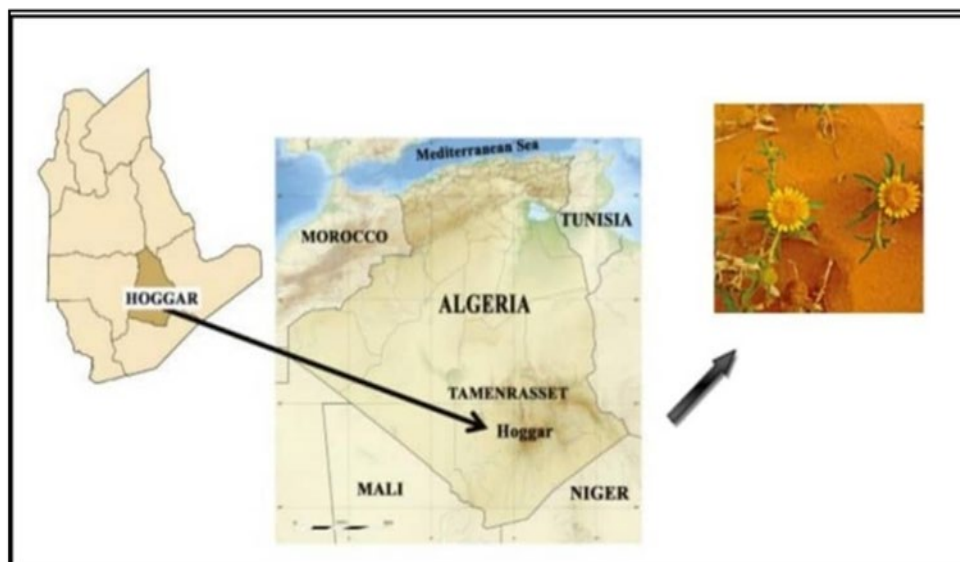 HOGGAR
Mediterranean Sea
MOROCCO
TUNISIA
ALGERIA
TAMENRASSET
Hoggar
MALI
NIGER